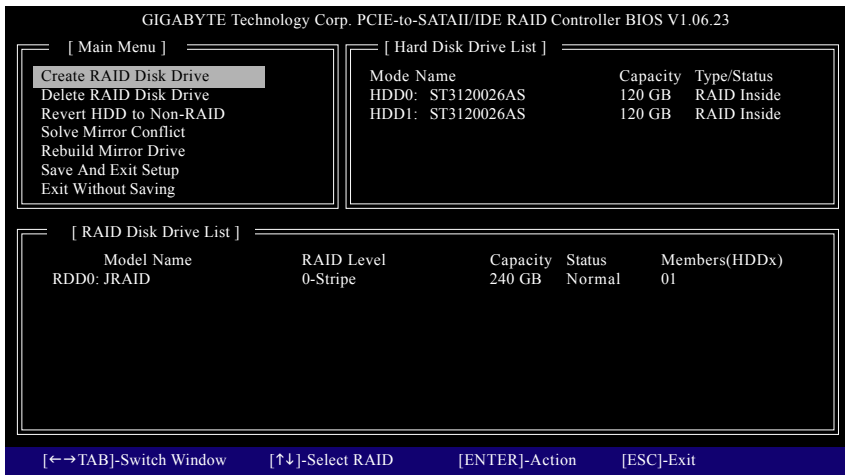 GIGABYTE Technology Corp. PCIE-to-SATAII/IDE RAID Controller BIOS V1.06.23
[ Main Menu ]
Create RAID Disk Drive
Delete RAID Disk Drive
Revert HDD to Non-RAID
Solve Mirror Conflict
Rebuild Mirror Drive
Save And Exit Setup
Exit Without Saving
[ Hard Disk Drive List ]
Mode Name Capacity Type/Status
HDD0: ST3120026AS 120 GB RAID Inside
HDD1: ST3120026AS 120 GB RAID Inside
[ RAID Disk Drive List ]
Model Name RAID Level Capacity Status Members(HDDx)
RDD0: JRAID 0-Stripe 240 GB Normal 01
[←→TAB]-Switch Window [↑↓]-Select RAID [ENTER]-Action [ESC]-Exit